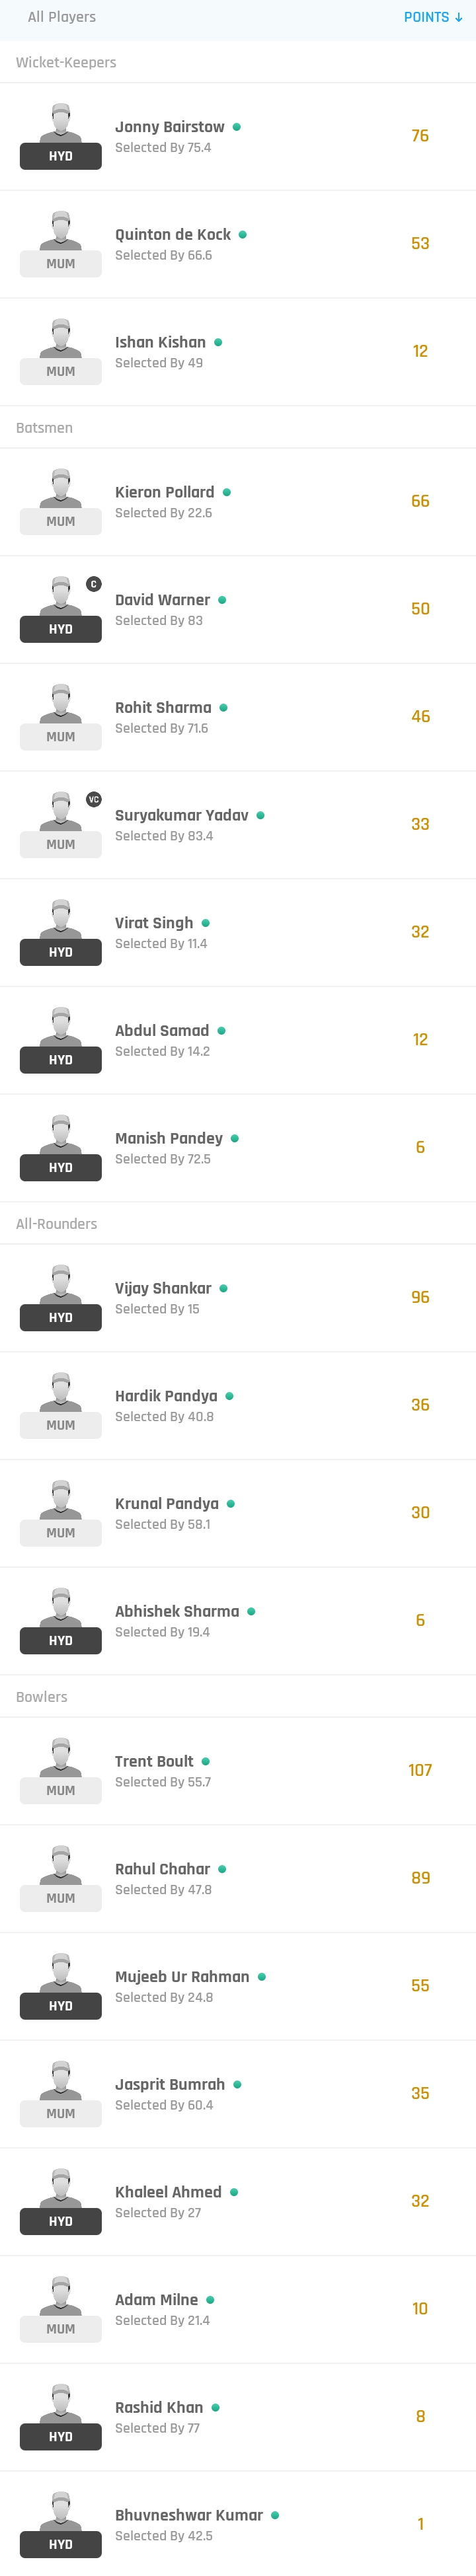 All Players POINTS ↓
Wicket-Keepers
Jonny Bairstow
Selected By 75.4
HYD
76
Quinton de Kock
Selected By 66.6
MUM
53
Ishan Kishan
Selected By 49
MUM
12
Batsmen
Kieron Pollard
Selected By 22.6
MUM
66
C
David Warner
Selected By 83
HYD
50
Rohit Sharma
Selected By 71.6
MUM
46
VC
Suryakumar Yadav
Selected By 83.4
MUM
33
Virat Singh
Selected By 11.4
HYD
32
Abdul Samad
Selected By 14.2
HYD
12
Manish Pandey
Selected By 72.5
HYD
6
All-Rounders
Vijay Shankar
Selected By 15
HYD
96
Hardik Pandya
Selected By 40.8
MUM
36
Krunal Pandya
Selected By 58.1
MUM
30
Abhishek Sharma
Selected By 19.4
HYD
6
Bowlers
Trent Boult
Selected By 55.7
MUM
107
Rahul Chahar
Selected By 47.8
MUM
89
Mujeeb Ur Rahman
Selected By 24.8
HYD
55
Jasprit Bumrah
Selected By 60.4
MUM
35
Khaleel Ahmed
Selected By 27
HYD
32
Adam Milne
Selected By 21.4
MUM
10
Rashid Khan
Selected By 77
HYD
8
Bhuvneshwar Kumar
Selected By 42.5
HYD
1